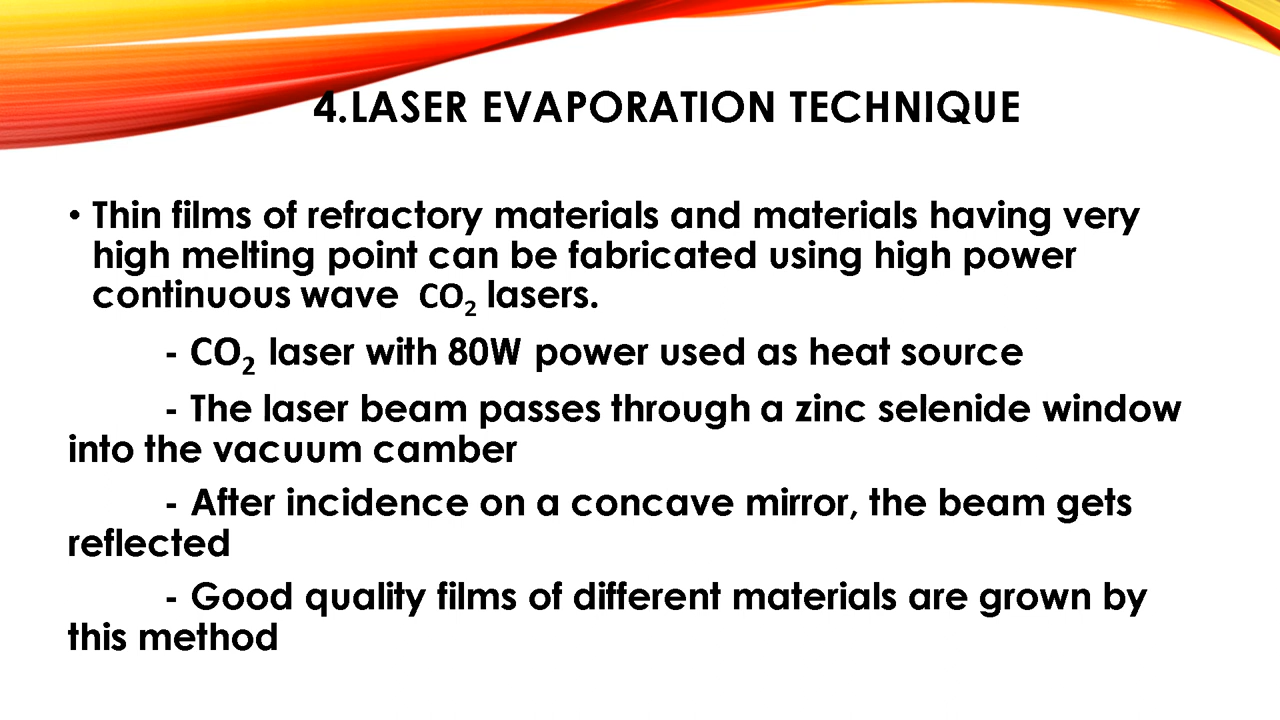 4.LASER EVAPORATION TECHNIQUE
• Thin films of refractory materials and materials having very
high melting point can be fabricated using high power
continuous wave CO₂ lasers.
- CO₂ laser with 80W power used as heat source
- The laser beam passes through a zinc selenide window
into the vacuum camber
- After incidence on a concave mirror, the beam gets
reflected
- Good quality films of different materials are grown by
this method